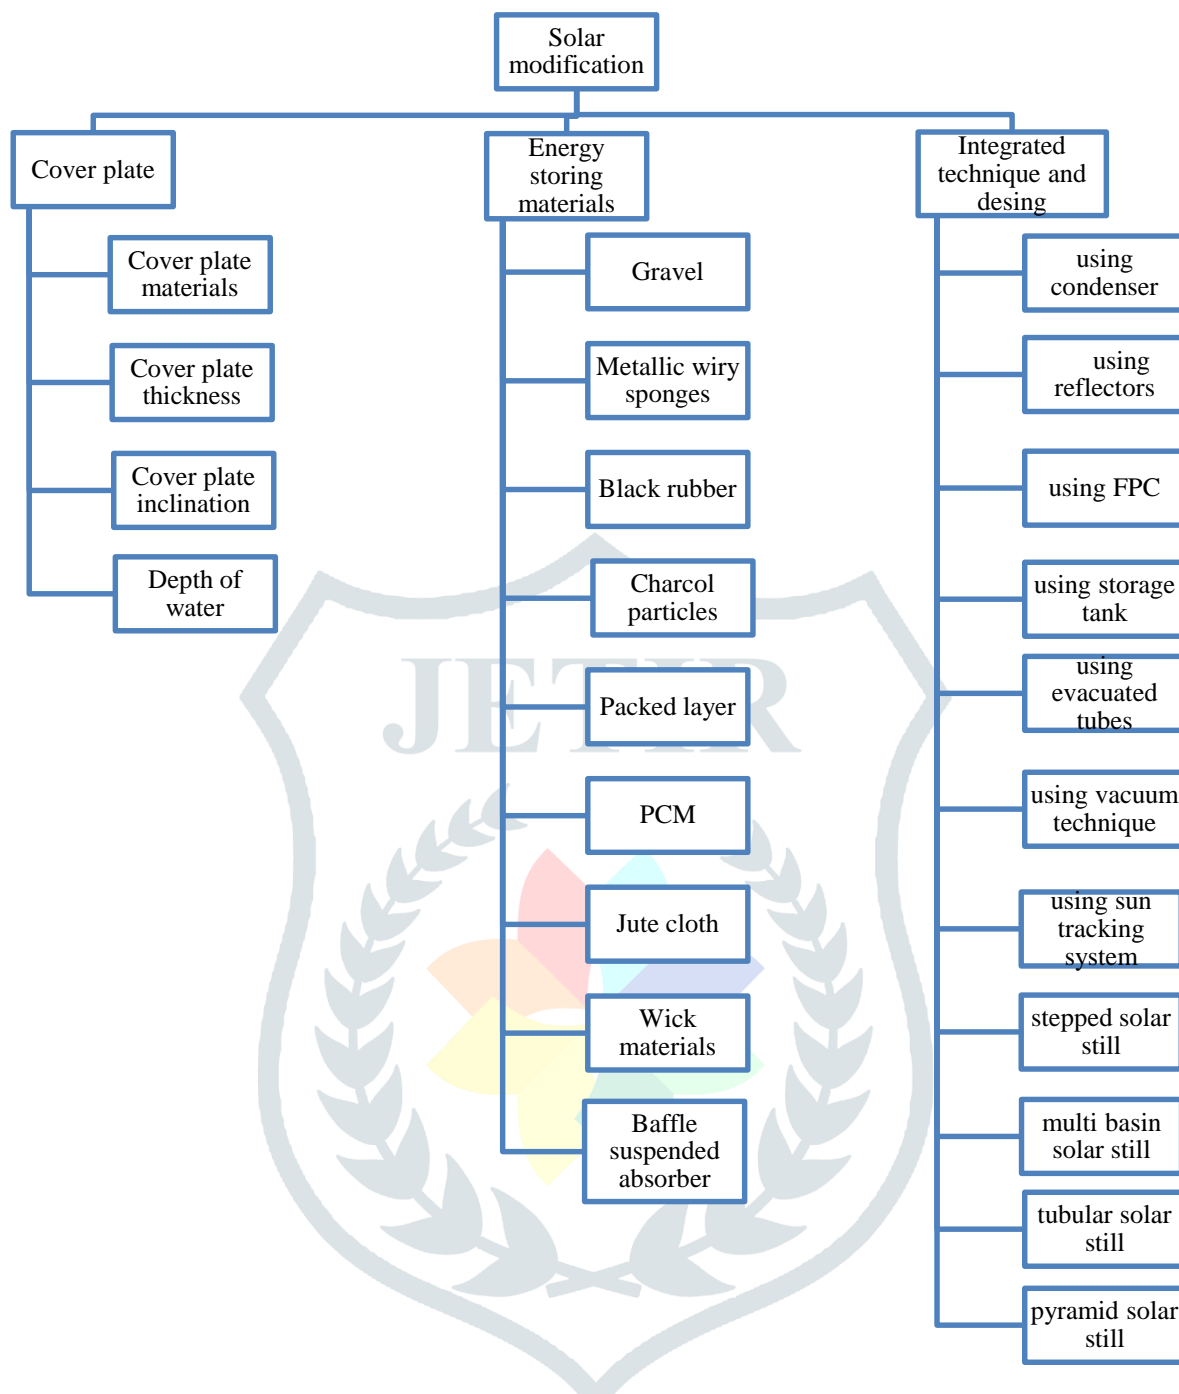 Solar
modification
Cover plate
Cover plate
materials
Cover plate
thickness
Cover plate
inclination
Depth of
water
Energy
storing
materials
Gravel
Metallic wiry
sponges
Black rubber
Charcol
particles
Packed layer
PCM
Jute cloth
Wick
materials
Baffle
suspended
absorber
Integrated
technique and
desing
using
condenser
using
reflectors
using FPC
using storage
tank
using
evacuated
tubes
using vacuum
technique
using sun
tracking
system
stepped solar
still
multi basin
solar still
tubular solar
still
pyramid solar
still
JETIR